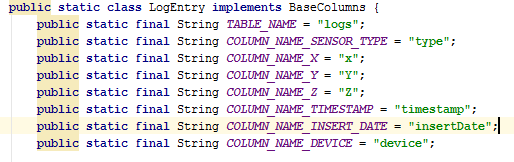 public static class LogEntry implements BaseColumns {
public static final String TABLE_NAME = "logs";
public static final String COLUMN_NAME_SENSOR_TYPE = "type";
public static final String COLUMN_NAME_X = "x";
public static final String COLUMN_NAME_Y = "Y";
public static final String COLUMN_NAME_Z = "Z";
public static final String COLUMN_NAME_TIMESTAMP = "timestamp";
public static final String COLUMN_NAME_INSERT_DATE = "insertDate";
public static final String COLUMN_NAME_DEVICE = "device";